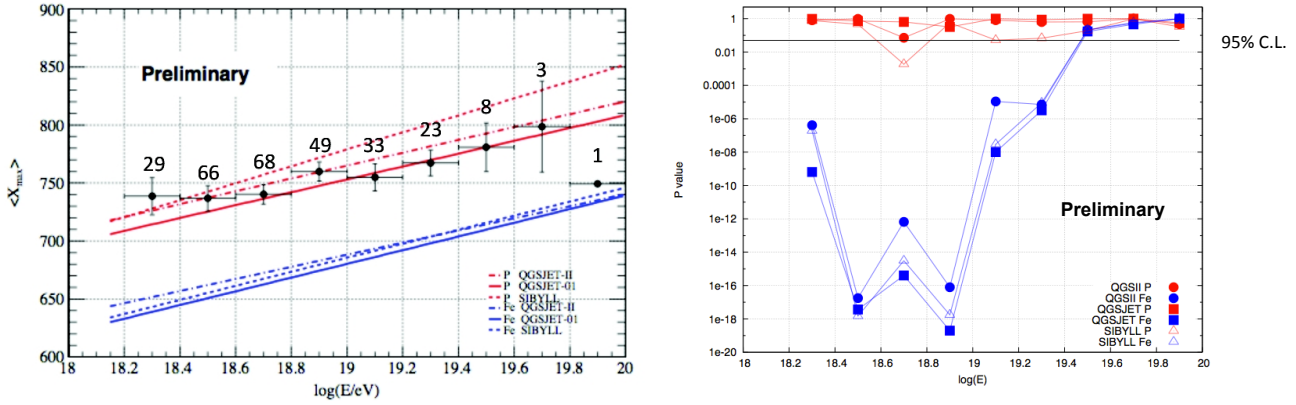 900
850
800
750
700
650
600
<X_max>
Preliminary
29
66
68
49
33
23
8
3
1
P QGSJET-II
P QGSJET-01
P SIBYLL
Fe QGSJET-II
Fe QGSJET-01
Fe SIBYLL
18 18.2 18.4 18.6 18.8 19 19.2 19.4 19.6 19.8 20
log(E/eV)
1
0.01
0.0001
1e-06
1e-08
1e-10
1e-12
1e-14
1e-16
1e-18
1e-20
P value
95% C.L.
Preliminary
QGSII P
QGSII Fe
QGSJET P
QGSJET Fe
SIBYLL P
SIBYLL Fe
18 18.2 18.4 18.6 18.8 19 19.2 19.4 19.6 19.8 20
log(E)